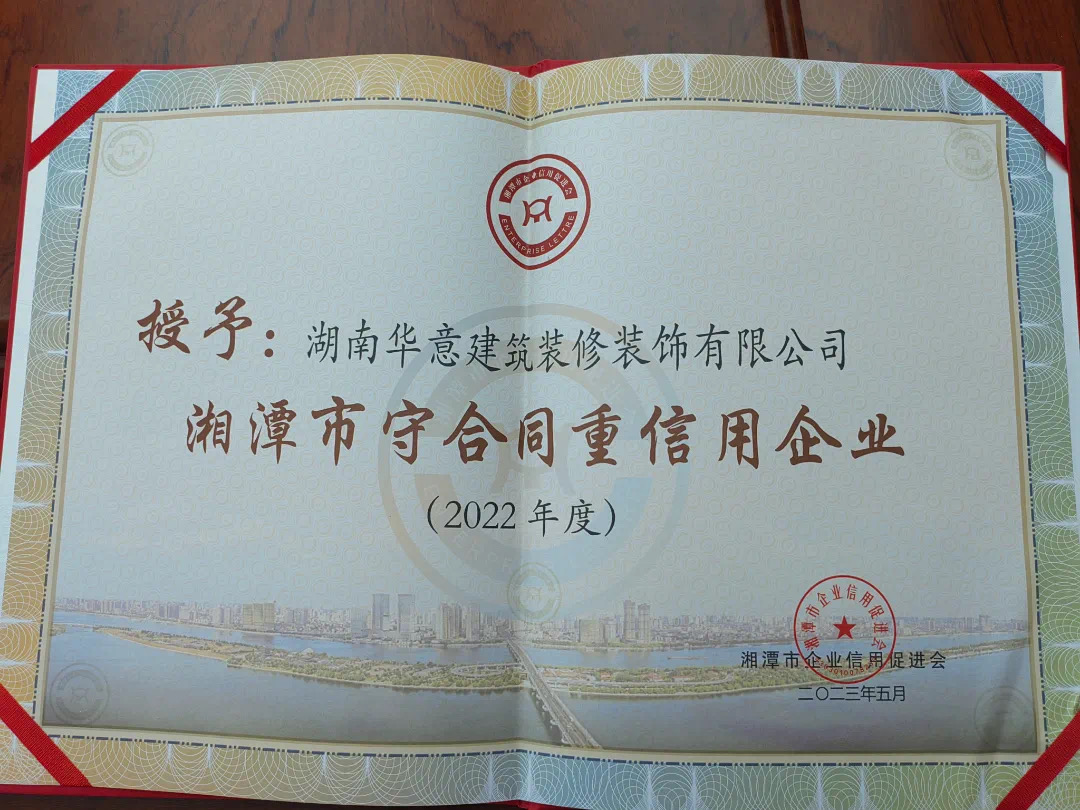 湘潭市企业信用促进会
ENTERPRISE LETTRE
授予：湖南华意建筑装修装饰有限公司
湘潭市守合同重信用企业
（2022年度）
湘潭市企业信用促进会
湘潭市企业信用促进会
二〇二三年五月